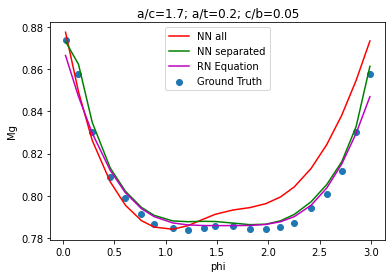 a/c=1.7; a/t=0.2; c/b=0.05
NN all
NN separated
RN Equation
Ground Truth
Mg
0.88
0.86
0.84
0.82
0.80
0.78
0.0 0.5 1.0 1.5 2.0 2.5 3.0
phi